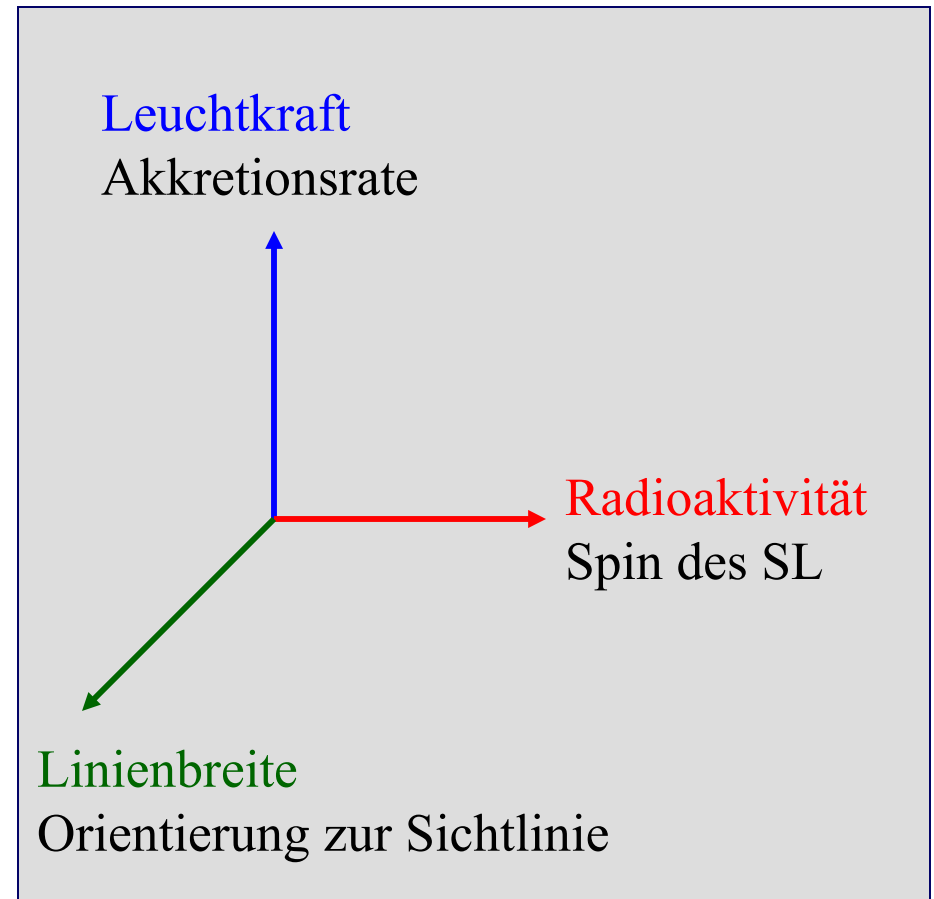 Leuchtkraft
Akkretionsrate
Radioaktivität
Spin des SL
Linienbreite
Orientierung zur Sichtlinie